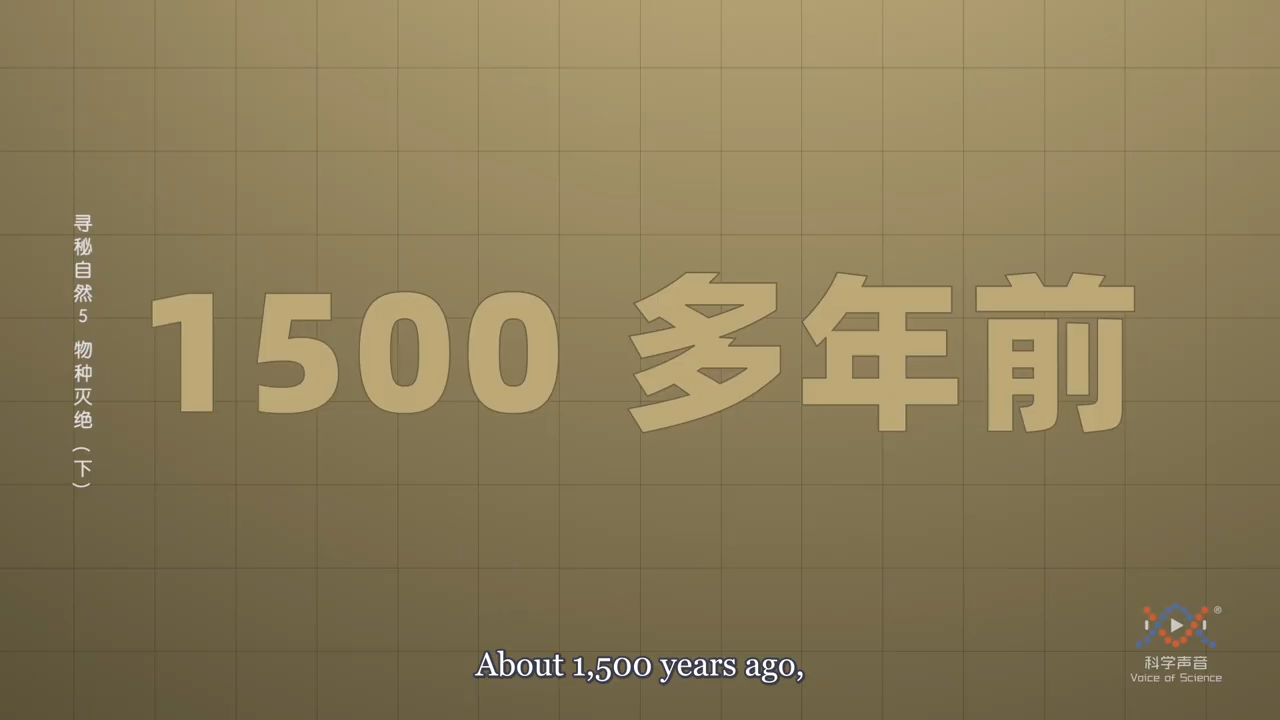 寻秘自然5 物种灭绝（下）
1500 多年前
About 1,500 years ago,
®
科学声音
Voice of Science